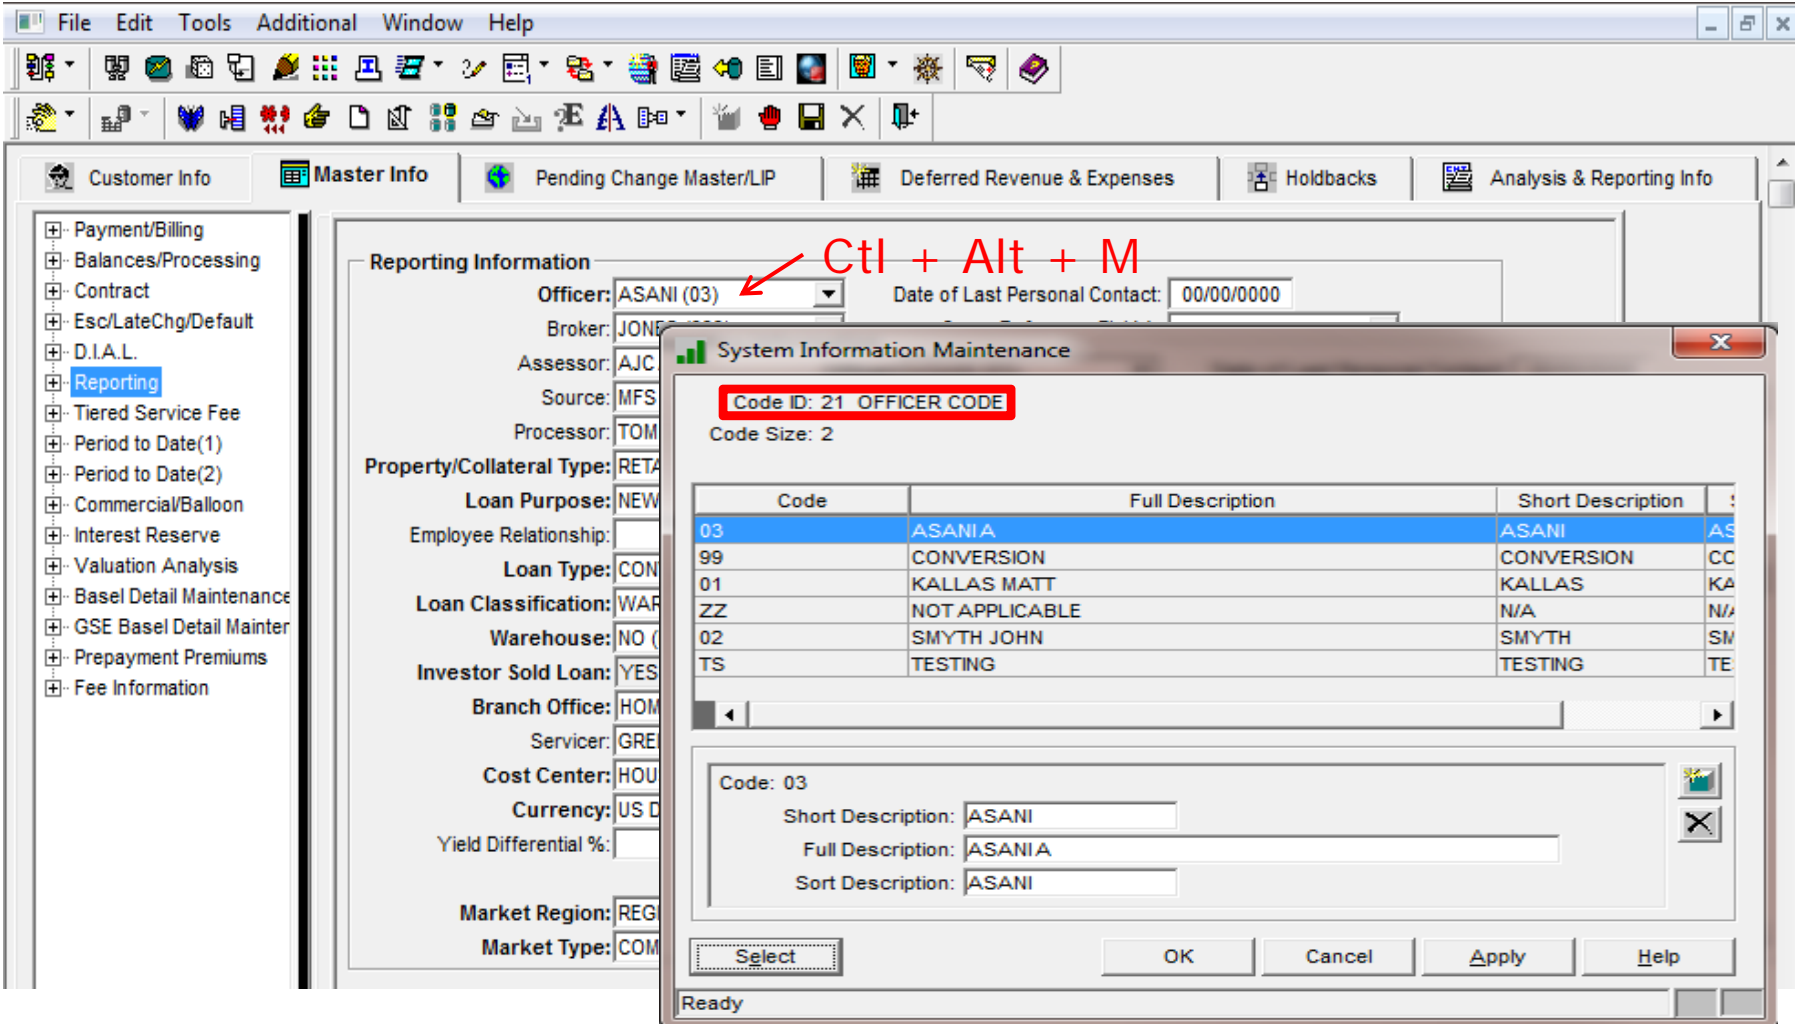 File Edit Tools Additional Window Help
Customer Info Master Info Pending Change Master/LIP Deferred Revenue & Expenses Holdbacks Analysis & Reporting Info
Payment/Billing
Balances/Processing
Contract
Esc/LateChg/Default
D.I.A.L.
Reporting
Tiered Service Fee
Period to Date(1)
Period to Date(2)
Commercial/Balloon
Interest Reserve
Valuation Analysis
Basel Detail Maintenance
GSE Basel Detail Mainter
Prepayment Premiums
Fee Information
Ctl + Alt + M
Reporting Information
Officer: ASANI (03) Date of Last Personal Contact: 00/00/0000
Broker: JONE
Assessor: AJC
Source: MFS
Processor: TOM
Property/Collateral Type: RETA
Loan Purpose: NEW
Employee Relationship:
Loan Type: CON
Loan Classification: WAR
Warehouse: NO (
Investor Sold Loan: YES
Branch Office: HOM
Servicer: GREE
Cost Center: HOU
Currency: US D
Yield Differential %:
Market Region: REGI
Market Type: COM
System Information Maintenance
Code ID: 21 OFFICER CODE
Code Size: 2
Code Full Description Short Description
03 ASANI A ASANI AS
99 CONVERSION CONVERSION CO
01 KALLAS MATT KALLAS KA
ZZ NOT APPLICABLE N/A N/A
02 SMYTH JOHN SMYTH SM
TS TESTING TESTING TE
Code: 03
Short Description: ASANI
Full Description: ASANI A
Sort Description: ASANI
Select OK Cancel Apply Help
Ready